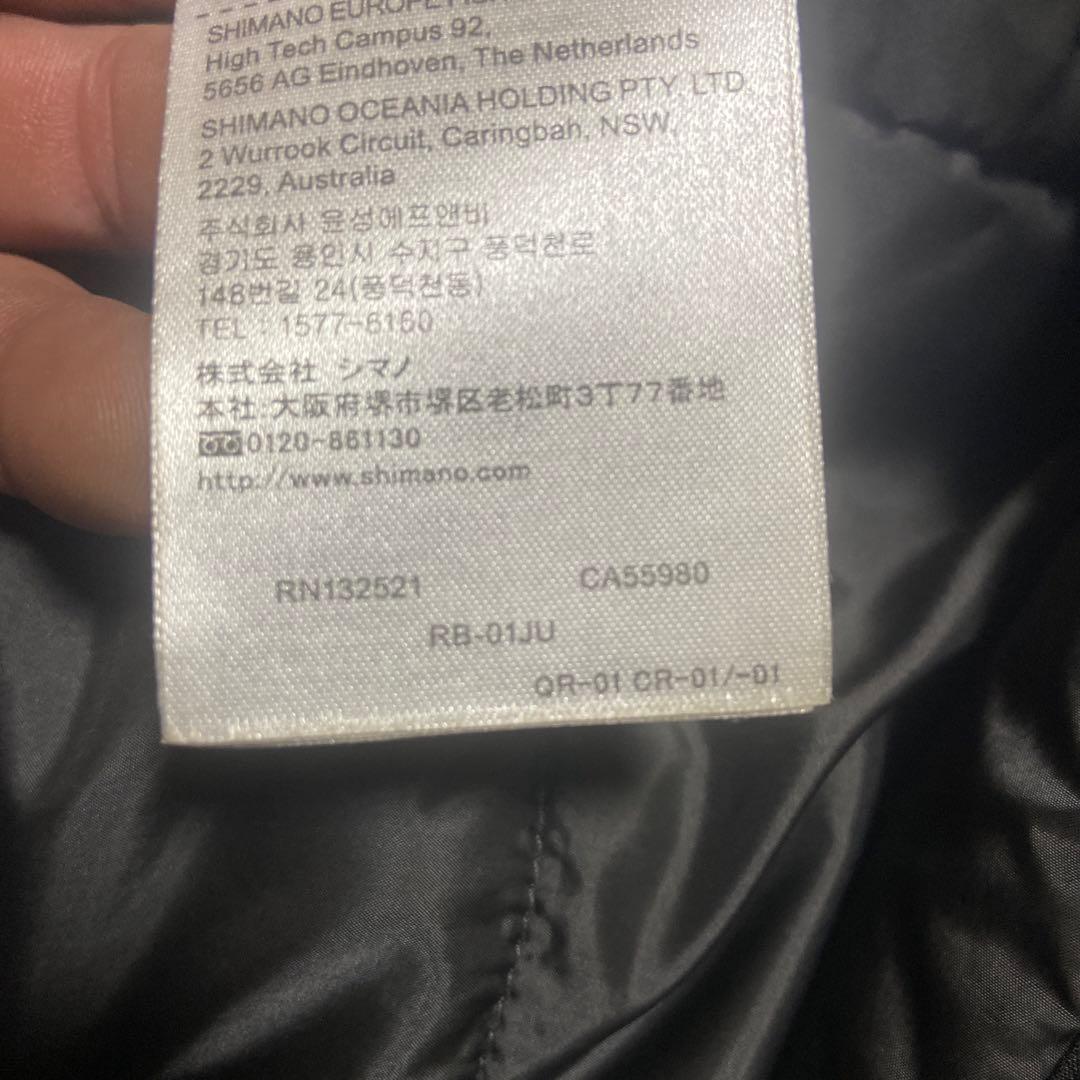 SHIMANO EUROPE
High Tech Campus 92,
5656 AG Eindhoven, The Netherlands
SHIMANO OCEANIA HOLDING PTY. LTD.
2 Wurrook Circuit, Caringbah, NSW,
2229, Australia
주식회사 윤성에프앤비
경기도 용인시 수지구 풍덕천로
148번길 24(풍덕천동)
TEL : 1577-6160
株式会社 シマノ
本社:大阪府堺市堺区老松町3丁77番地
0120-861130
http://www.shimano.com
RN132521 CA55980
RB-01JU
QR-01 CR-01/-01